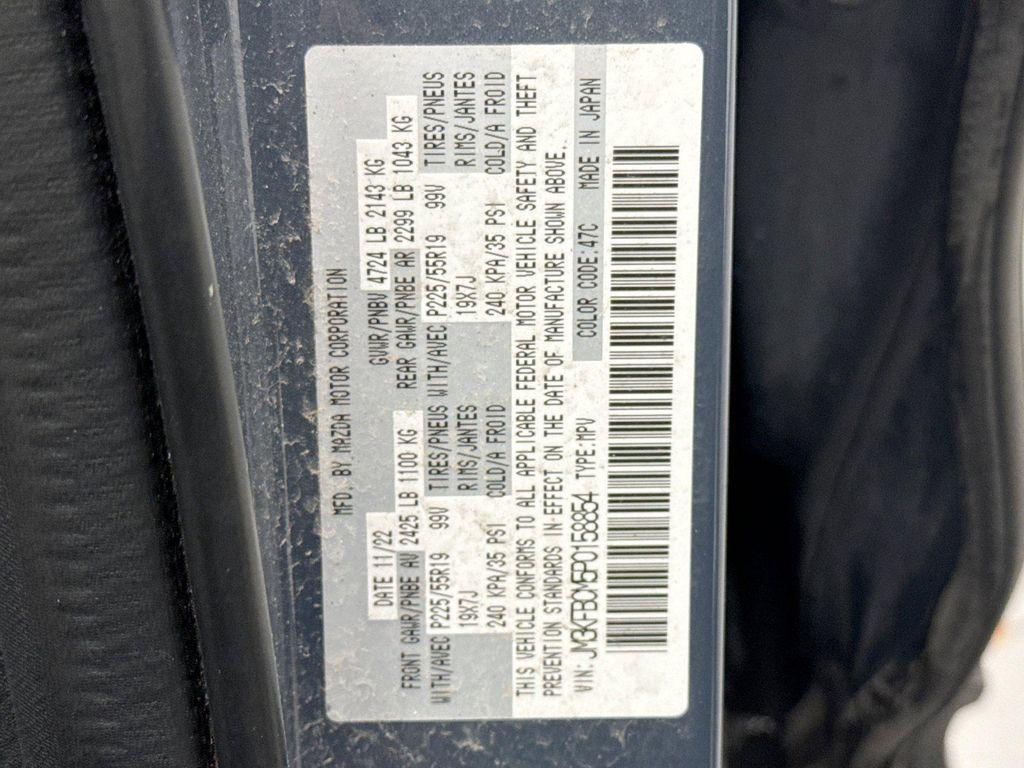 MFD. BY MAZDA MOTOR CORPORATION
DATE 11/22 GVWR/PNBV 4724 LB 2143 KG
FRONT GAWR/PNBE AV 2425 LB 1100 KG REAR GAWR/PNBE AR 2299 LB 1043 KG
WITH/AVEC P225/55R19 99V TIRES/PNEUS WITH/AVEC P225/55R19 99V TIRES/PNEUS
19X7J RIMS/JANTES 19X7J RIMS/JANTES
240 KPA/35 PSI COLD/A FROID 240 KPA/35 PSI COLD/A FROID
THIS VEHICLE CONFORMS TO ALL APPLICABLE FEDERAL MOTOR VEHICLE SAFETY AND THEFT
PREVENTION STANDARDS IN EFFECT ON THE DATE OF MANUFACTURE SHOWN ABOVE.
VIN: JM3KFBCM5P0158854 TYPE:MPV COLOR CODE:47C MADE IN JAPAN